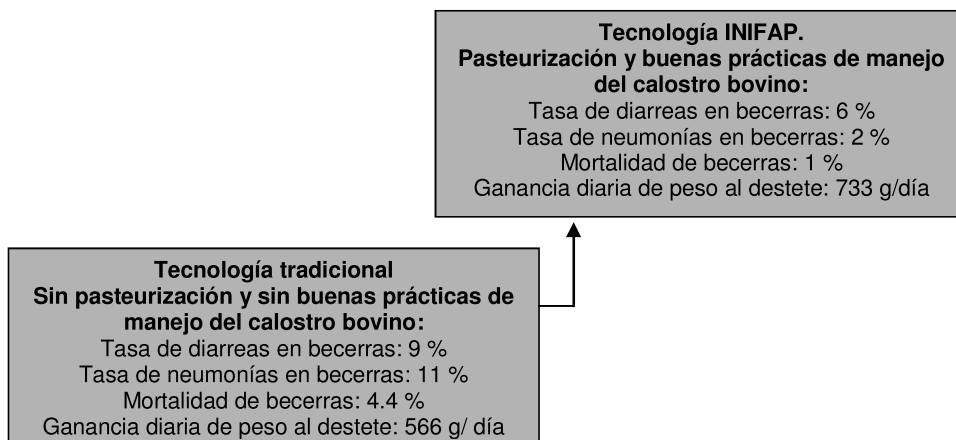 Tecnología INIFAP.
Pasteurización y buenas prácticas de manejo
del calostro bovino:
Tasa de diarreas en becerras: 6 %
Tasa de neumonías en becerras: 2 %
Mortalidad de becerras: 1 %
Ganancia diaria de peso al destete: 733 g/día
Tecnología tradicional
Sin pasteurización y sin buenas prácticas de
manejo del calostro bovino:
Tasa de diarreas en becerras: 9 %
Tasa de neumonías en becerras: 11 %
Mortalidad de becerras: 4.4 %
Ganancia diaria de peso al destete: 566 g/ día